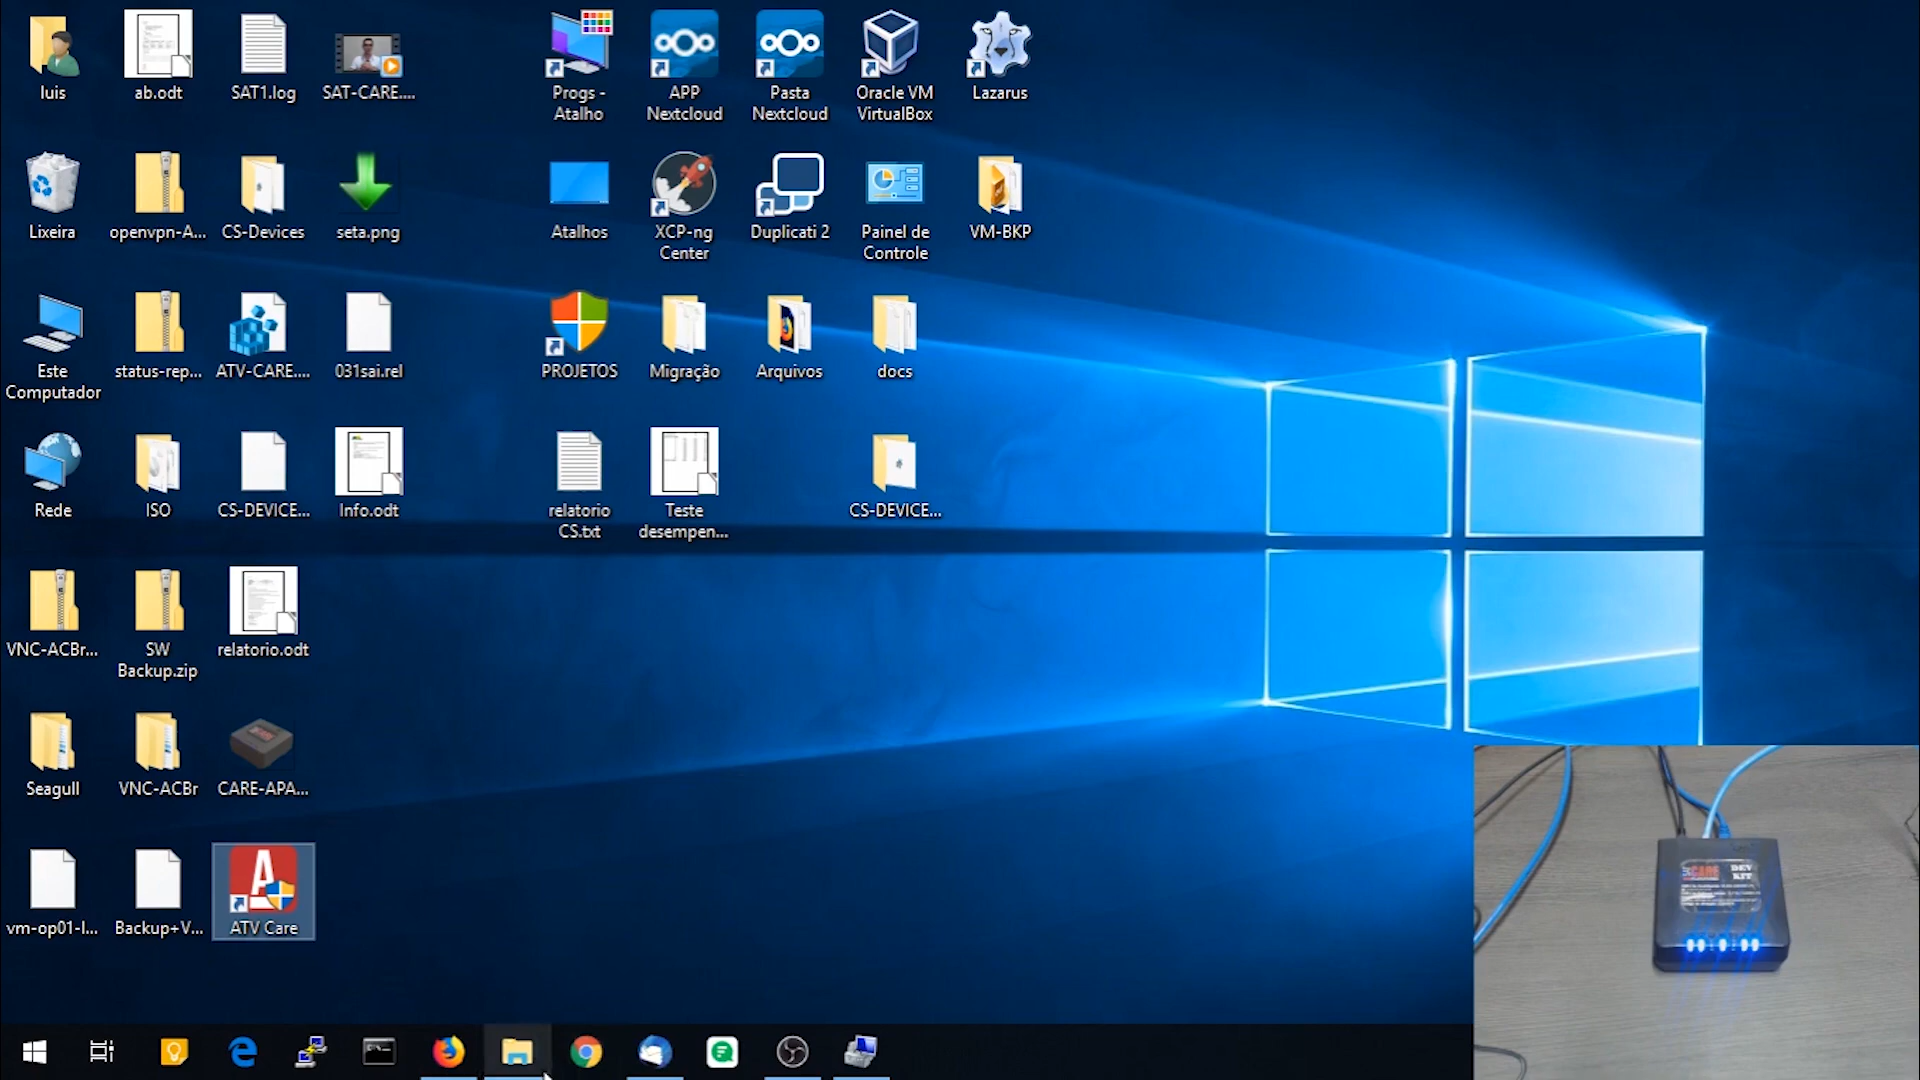 luis
ab.odt
SAT1.log
SAT-CARE....
Progs -
Atalho
APP
Nextcloud
Pasta
Nextcloud
Oracle VM
VirtualBox
Lazarus
Lixeira
openvpn-A...
CS-Devices
seta.png
Atalhos
XCP-ng
Center
Duplicati 2
Painel de
Controle
VM-BKP
Este
Computador
status-rep...
ATV-CARE....
031sai.rel
PROJETOS
Migração
Arquivos
docs
Rede
ISO
CS-DEVICE...
Info.odt
relatorio
CS.txt
Teste
desempen...
CS-DEVICE...
VNC-ACBr...
SW
Backup.zip
relatorio.odt
Seagull
VNC-ACBr
CARE-APA...
vm-op01-l...
Backup+V...
A
ATV Care
CARE
DEV
KIT